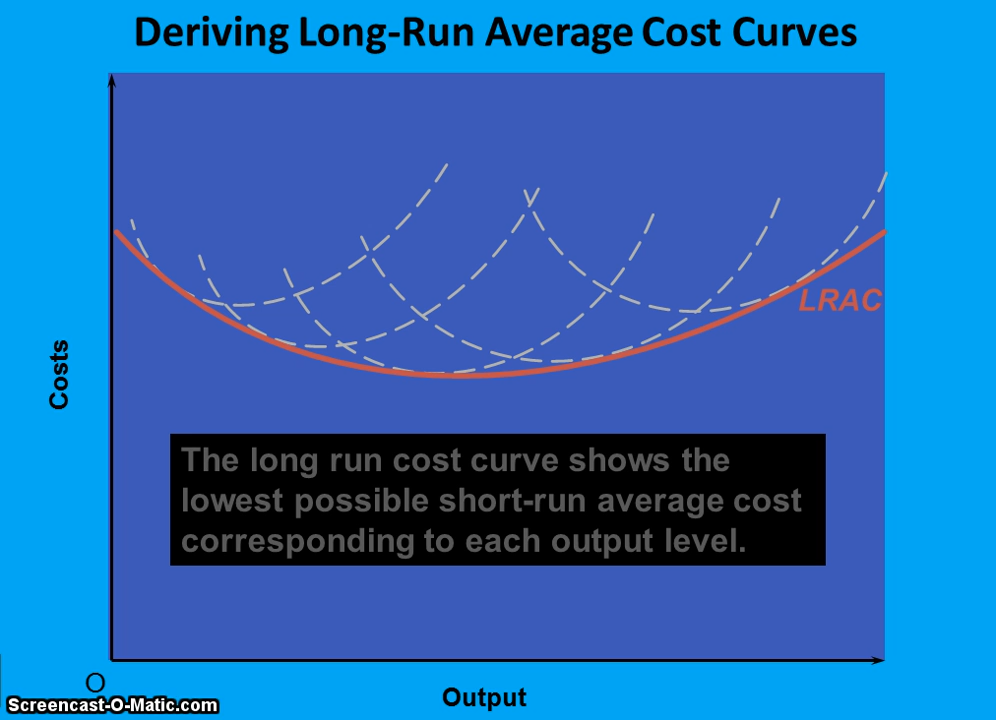 Deriving Long-Run Average Cost Curves
LRAC
Costs
The long run cost curve shows the
lowest possible short-run average cost
corresponding to each output level.
O
Output
Screencast-O-Matic.com